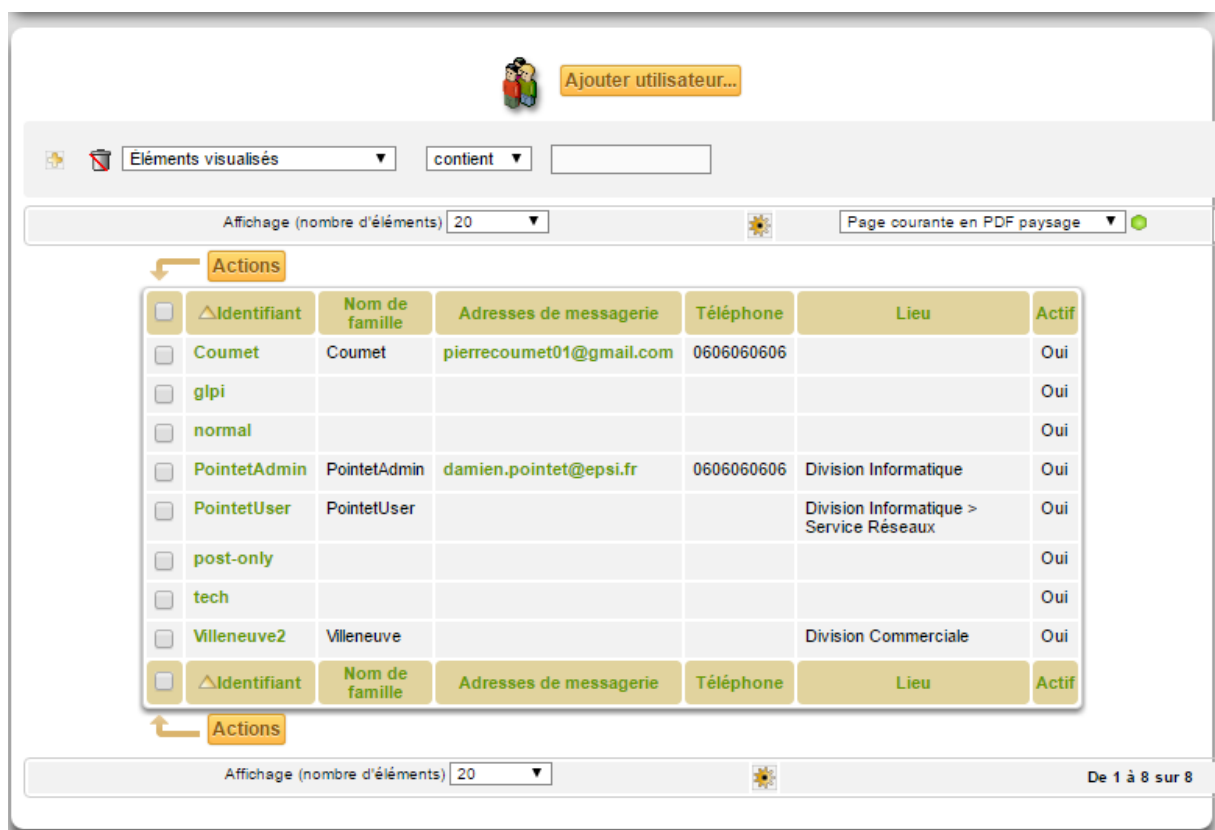 Ajouter utilisateur...
Éléments visualisés contient
Affichage (nombre d'éléments) 20 Page courante en PDF paysage
Actions
Identifiant Nom de famille Adresses de messagerie Téléphone Lieu Actif
Coumet Coumet pierrecoumet01@gmail.com 0606060606 Oui
glpi Oui
normal Oui
PointetAdmin PointetAdmin damien.pointet@epsi.fr 0606060606 Division Informatique Oui
PointetUser PointetUser Division Informatique > Oui
Service Réseaux
post-only Oui
tech Oui
Villeneuve2 Villeneuve Division Commerciale Oui
Identifiant Nom de famille Adresses de messagerie Téléphone Lieu Actif
Actions
Affichage (nombre d'éléments) 20 De 1 à 8 sur 8